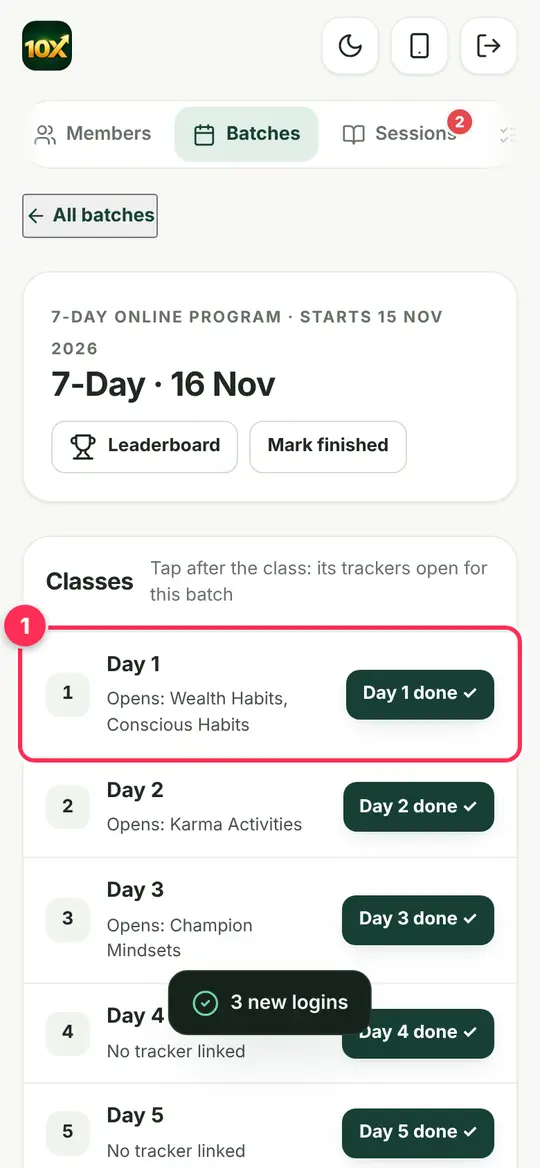 10X
Members
Batches
Sessions
2
← All batches
7-DAY ONLINE PROGRAM · STARTS 15 NOV
2026
7-Day · 16 Nov
Leaderboard
Mark finished
Classes
Tap after the class: its trackers open for
this batch
1
1
Day 1
Opens: Wealth Habits,
Conscious Habits
Day 1 done ✓
2
Day 2
Opens: Karma Activities
Day 2 done ✓
3
Day 3
Opens: Champion
Mindsets
Day 3 done ✓
3 new logins
4
Day 4
No tracker linked
Day 4 done ✓
5
Day 5
No tracker linked
Day 5 done ✓